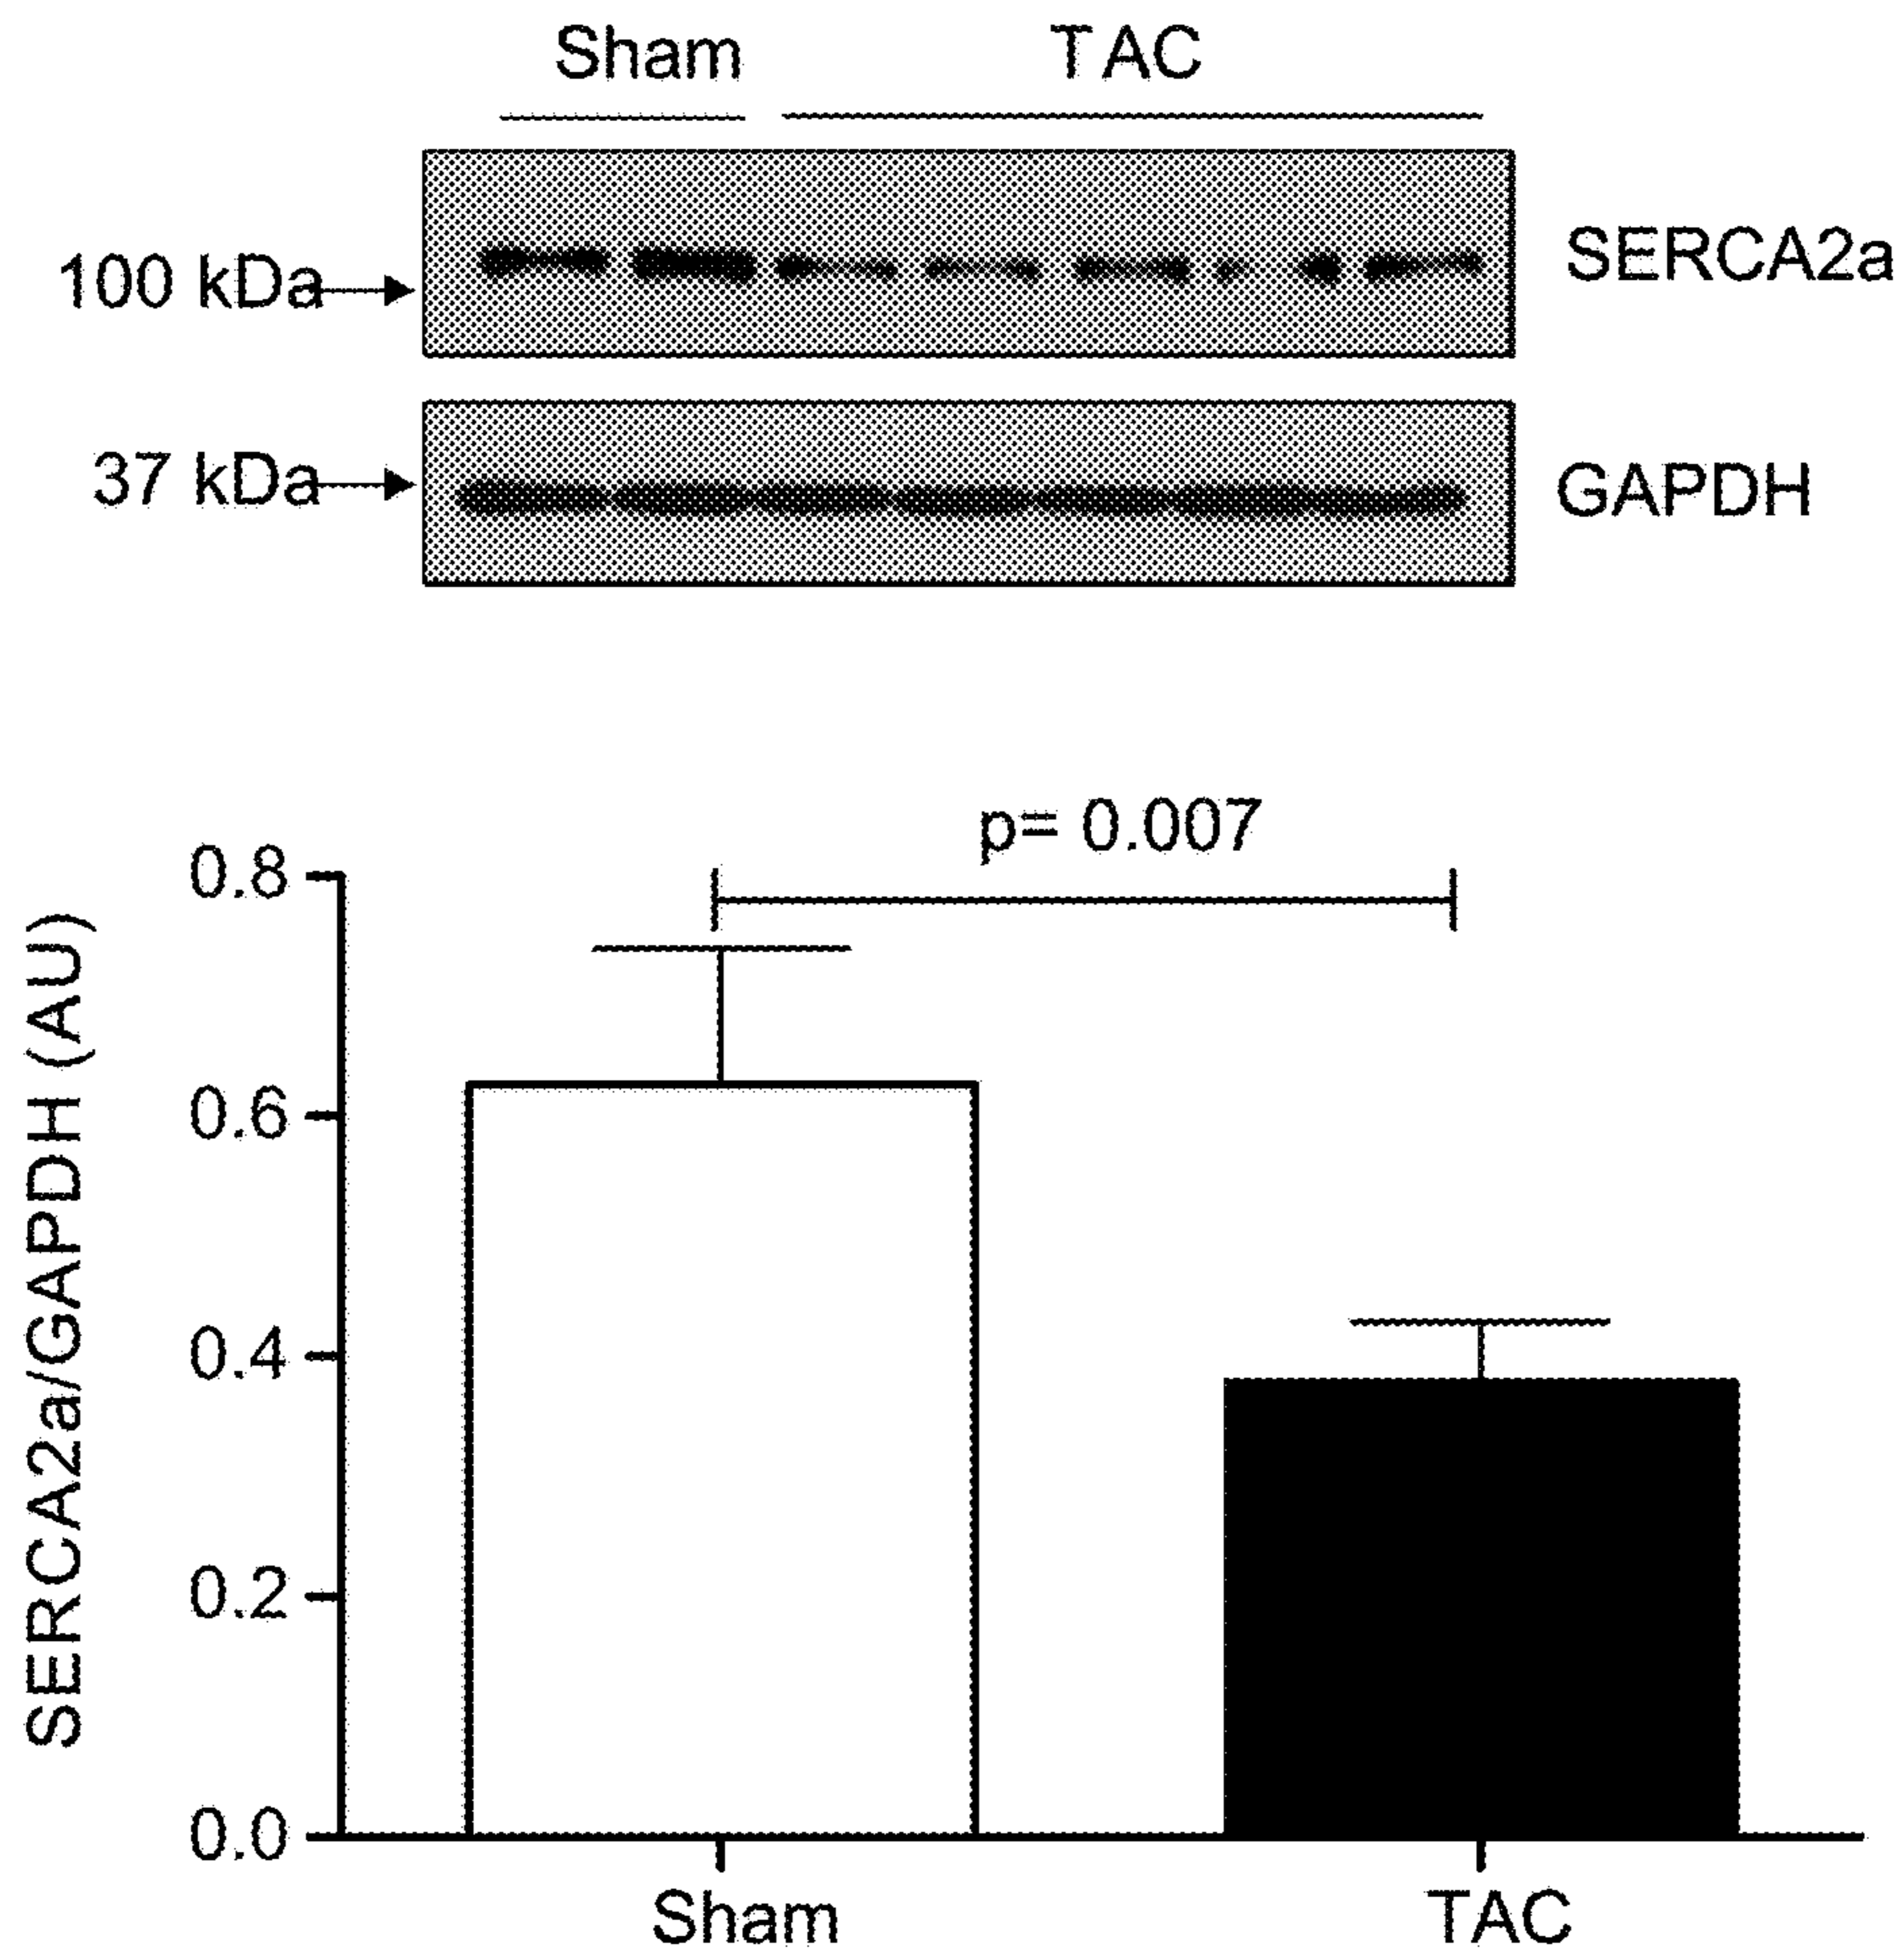 Sham TAC
100 kDa SERCA2a
37 kDa GAPDH
p= 0.007
SERCA2a/GAPDH (AU)
0.8
0.6
0.4
0.2
0.0
Sham TAC